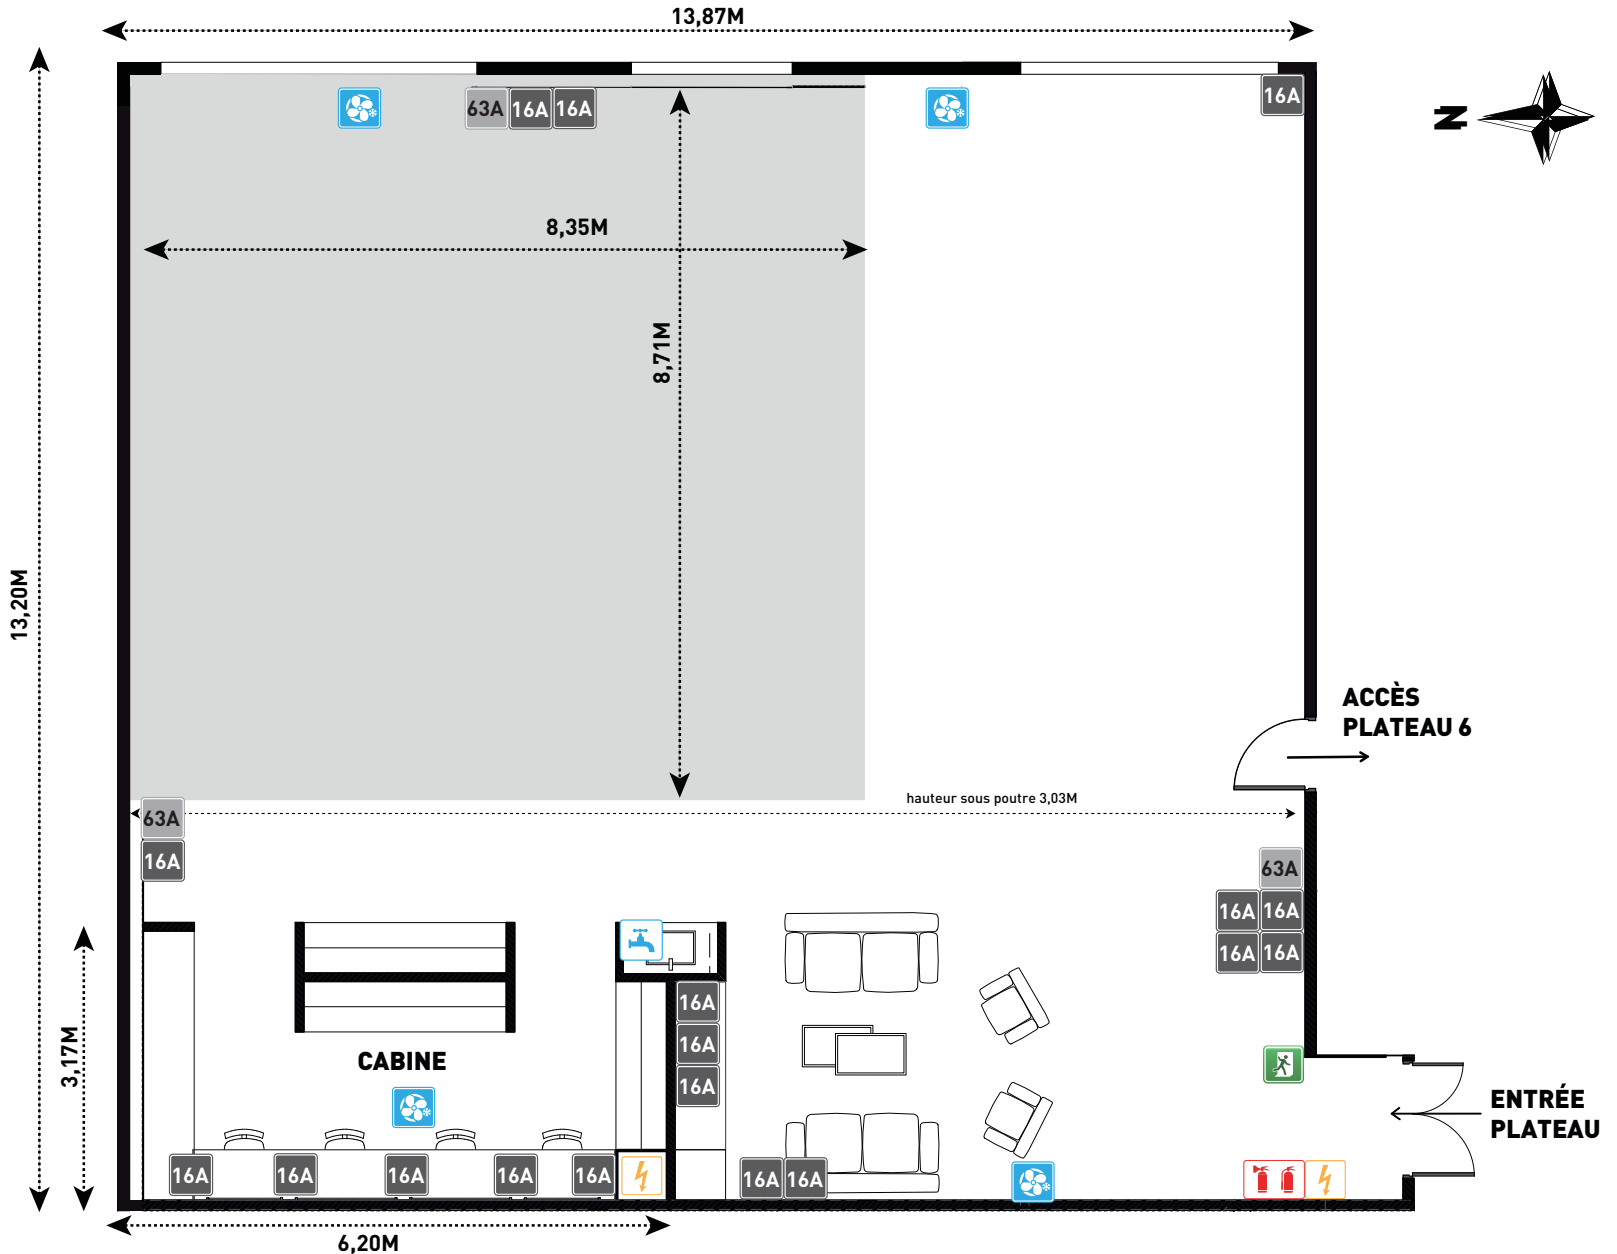 13,87M
63A 16A 16A
16A
N
8,35M
8,71M
13,20M
ACCÈS
PLATEAU 6
hauteur sous poutre 3,03M
63A
16A
63A
16A 16A
16A 16A
3,17M
CABINE
16A
16A
16A
ENTRÉE
PLATEAU
16A 16A 16A 16A 16A
16A 16A
6,20M